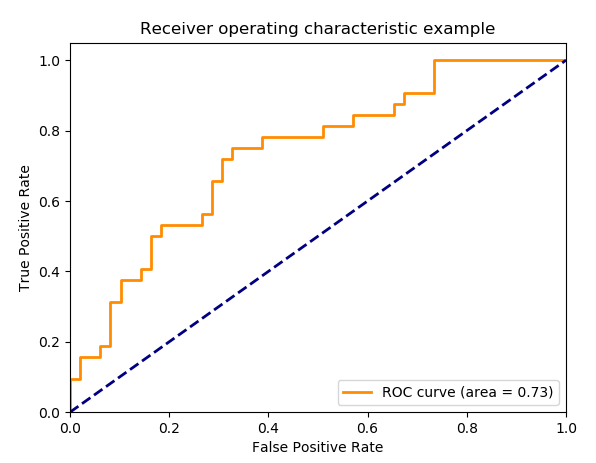 Receiver operating characteristic example
1.0
0.8
0.6
0.4
0.2
0.0
True Positive Rate
ROC curve (area = 0.73)
0.0 0.2 0.4 0.6 0.8 1.0
False Positive Rate